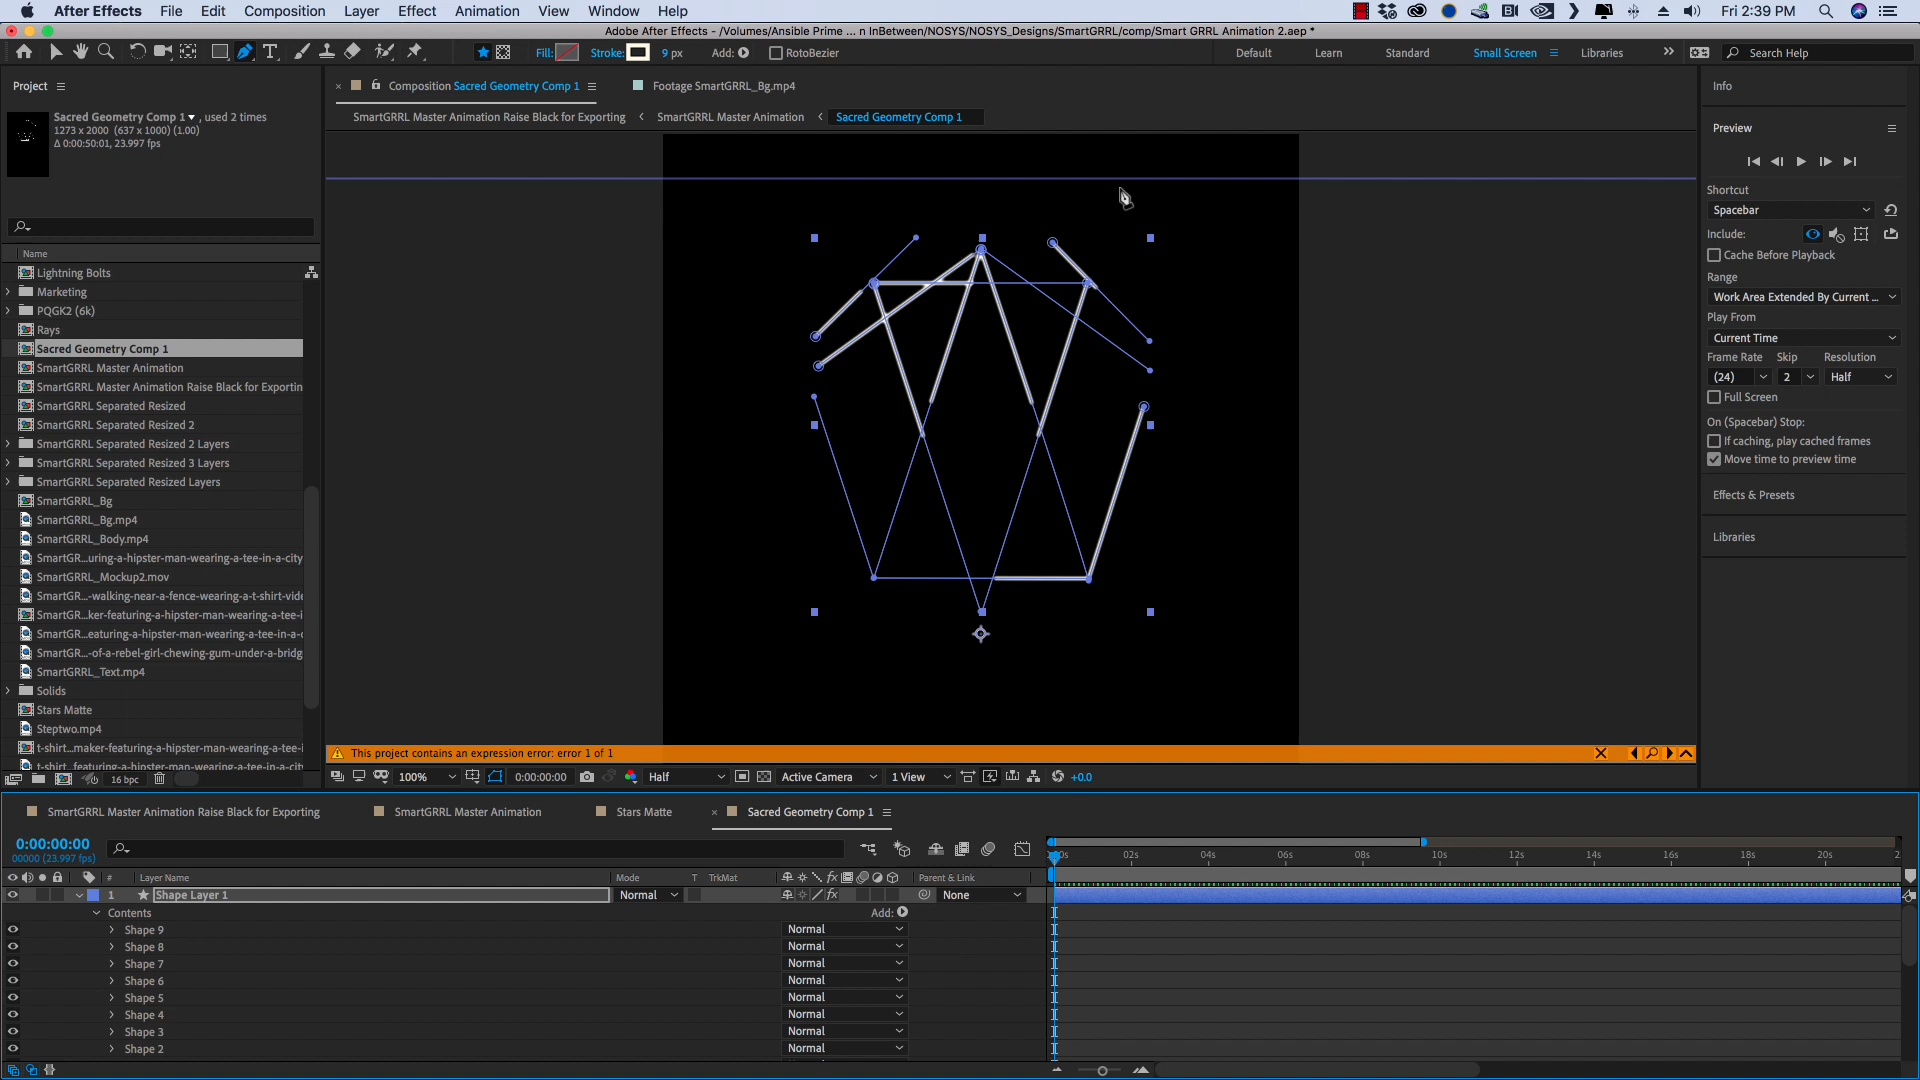 After Effects File Edit Composition Layer Effect Animation View Window Help
Fri 2:39 PM
Adobe After Effects - /Volumes/Ansible Prime ... n InBetween/NOSYS/NOSYS_Designs/SmartGRRL/comp/Smart GRRL Animation 2.aep *
Fill: Stroke: 9 px Add: RotoBezier Default Learn Standard Small Screen Libraries Search Help
Project
Sacred Geometry Comp 1 , used 2 times
1273 x 2000 (637 x 1000) (1.00)
Δ 0:00:50:01, 23.997 fps
Name
Lightning Bolts
Marketing
PQGK2 (6k)
Rays
Sacred Geometry Comp 1
SmartGRRL Master Animation
SmartGRRL Master Animation Raise Black for Exportin
SmartGRRL Separated Resized
SmartGRRL Separated Resized 2
SmartGRRL Separated Resized 2 Layers
SmartGRRL Separated Resized 3 Layers
SmartGRRL Separated Resized Layers
SmartGRRL_Bg
SmartGRRL_Bg.mp4
SmartGRRL_Body.mp4
SmartGR...uring-a-hipster-man-wearing-a-tee-in-a-city
SmartGRRL_Mockup2.mov
SmartGR...-walking-near-a-fence-wearing-a-t-shirt-vide
SmartGR...ker-featuring-a-hipster-man-wearing-a-tee-i
SmartGR...eaturing-a-hipster-man-wearing-a-tee-in-a-c
SmartGR...-of-a-rebel-girl-chewing-gum-under-a-bridg
SmartGRRL_Text.mp4
Solids
Stars Matte
Steptwo.mp4
t-shirt...maker-featuring-a-hipster-man-wearing-a-tee-i
t-shirt...featuring-a-hipster-man-wearing-a-tee-in-a-cit
16 bpc
Composition Sacred Geometry Comp 1 Footage SmartGRRL_Bg.mp4
SmartGRRL Master Animation Raise Black for Exporting SmartGRRL Master Animation Sacred Geometry Comp 1
This project contains an expression error: error 1 of 1
100% 0:00:00:00 Half Active Camera 1 View +0.0
Info
Preview
Shortcut
Spacebar
Include:
Cache Before Playback
Range
Work Area Extended By Current ...
Play From
Current Time
Frame Rate Skip Resolution
(24) 2 Half
Full Screen
On (Spacebar) Stop:
If caching, play cached frames
Move time to preview time
Effects & Presets
Libraries
SmartGRRL Master Animation Raise Black for Exporting SmartGRRL Master Animation Stars Matte Sacred Geometry Comp 1
0:00:00:00
00000 (23.997 fps)
02s 04s 06s 08s 10s 12s 14s 16s 18s 20s 2
# Layer Name Mode T TrkMat Parent & Link
1 Shape Layer 1 Normal None
Contents Add:
Shape 9 Normal
Shape 8 Normal
Shape 7 Normal
Shape 6 Normal
Shape 5 Normal
Shape 4 Normal
Shape 3 Normal
Shape 2 Normal